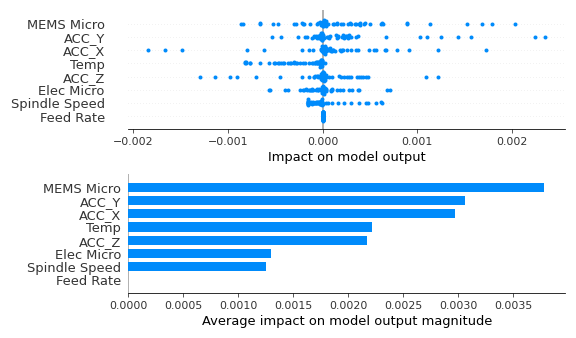 MEMS Micro
ACC_Y
ACC_X
Temp
ACC_Z
Elec Micro
Spindle Speed
Feed Rate
−0.002 −0.001 0.000 0.001 0.002
Impact on model output
MEMS Micro
ACC_Y
ACC_X
Temp
ACC_Z
Elec Micro
Spindle Speed
Feed Rate
0.0000 0.0005 0.0010 0.0015 0.0020 0.0025 0.0030 0.0035
Average impact on model output magnitude